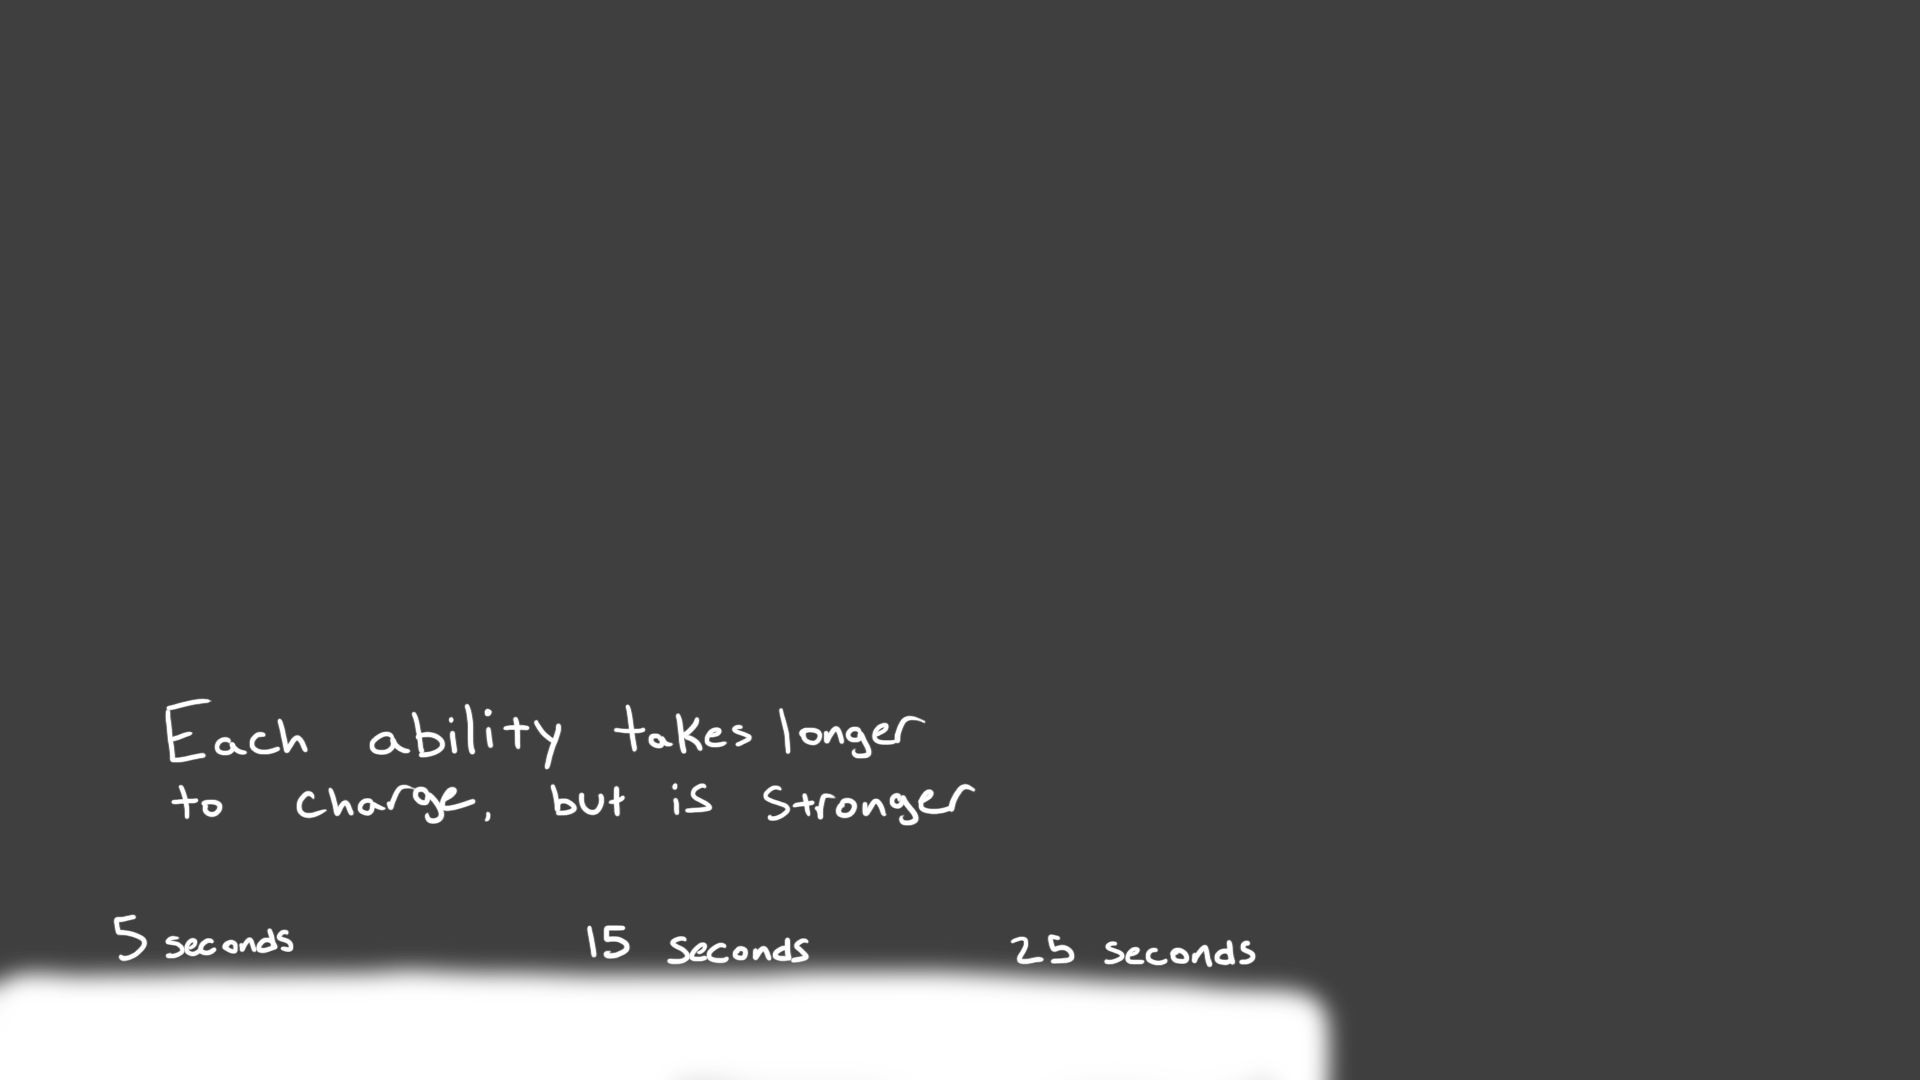 Each ability takes longer
to charge, but is stronger
5 seconds 15 seconds 25 seconds